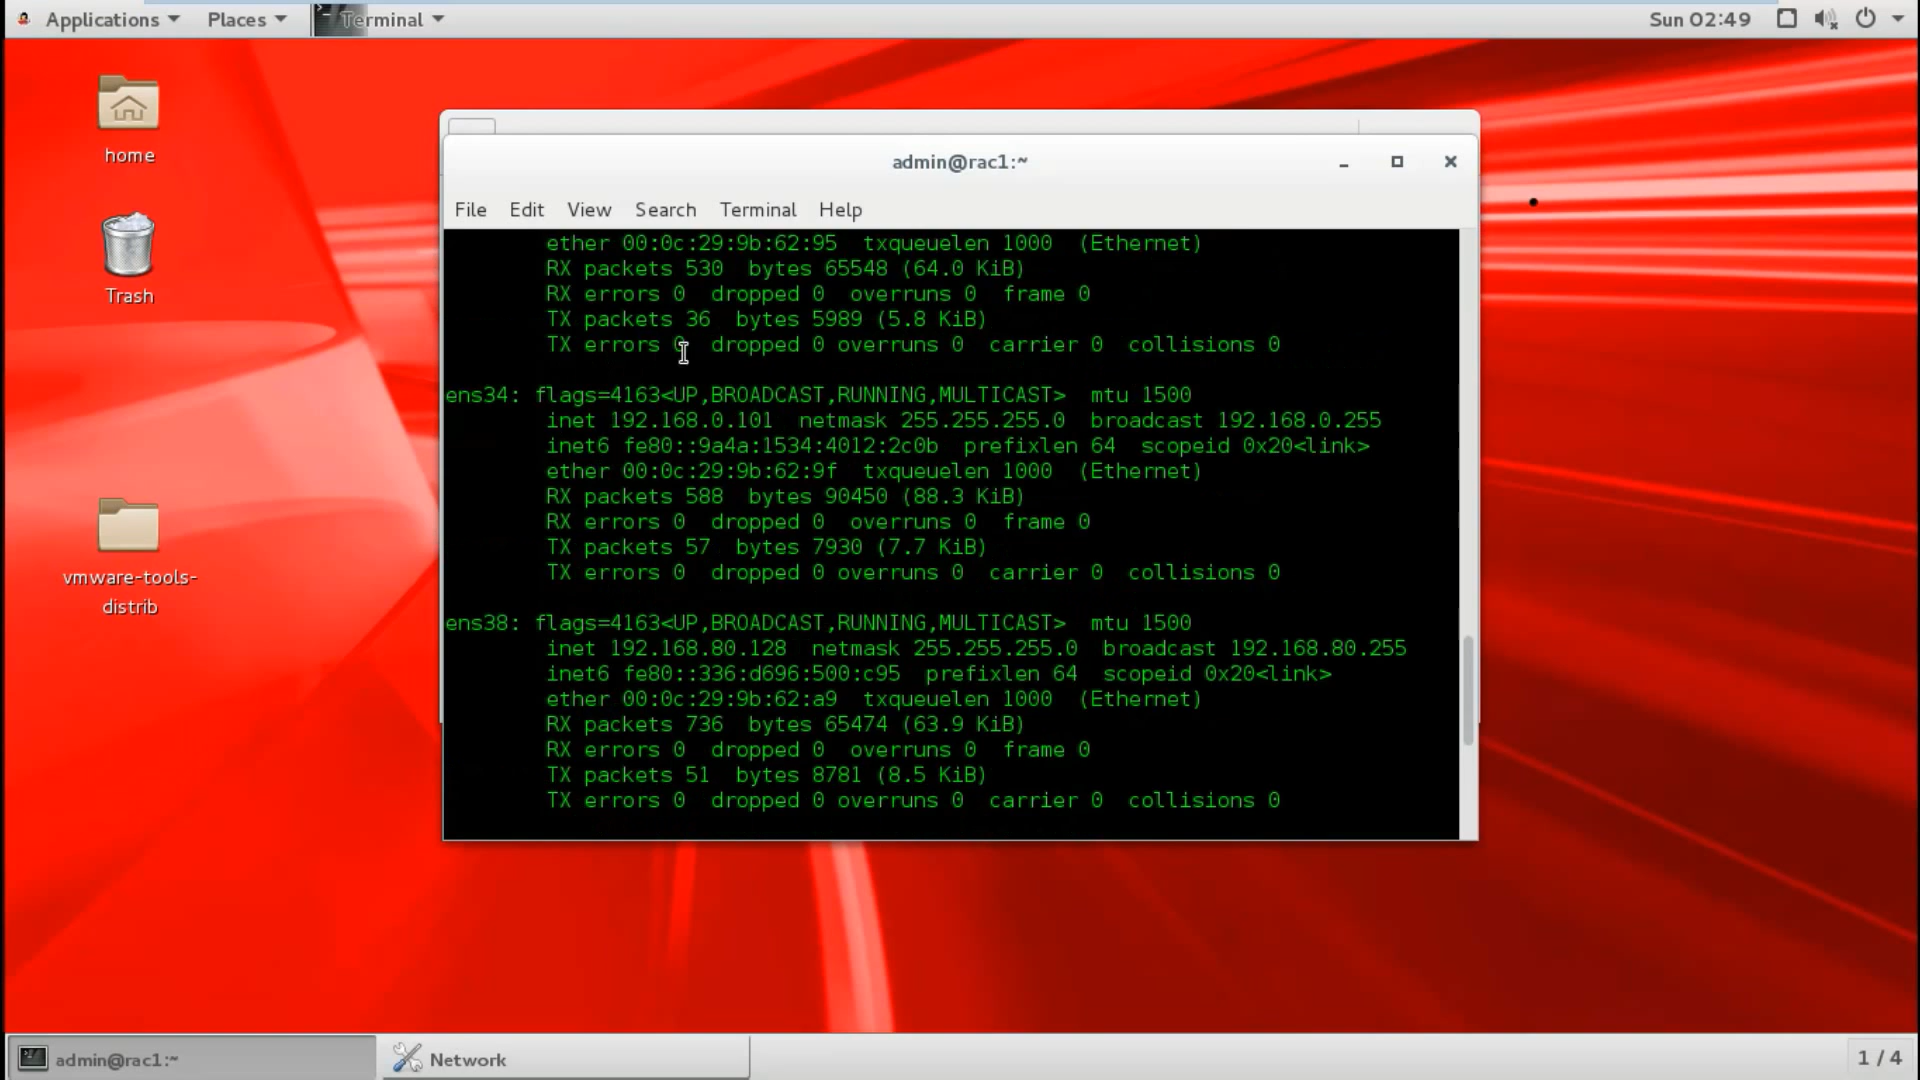 Applications Places Terminal Sun 02:49
home
Trash
vmware-tools-
distrib
admin@rac1:~
File Edit View Search Terminal Help
ether 00:0c:29:9b:62:95  txqueuelen 1000  (Ethernet)
RX packets 530  bytes 65548 (64.0 KiB)
RX errors 0  dropped 0  overruns 0  frame 0
TX packets 36  bytes 5989 (5.8 KiB)
TX errors 0  dropped 0 overruns 0  carrier 0  collisions 0
ens34: flags=4163<UP,BROADCAST,RUNNING,MULTICAST>  mtu 1500
inet 192.168.0.101  netmask 255.255.255.0  broadcast 192.168.0.255
inet6 fe80::9a4a:1534:4012:2c0b  prefixlen 64  scopeid 0x20<link>
ether 00:0c:29:9b:62:9f  txqueuelen 1000  (Ethernet)
RX packets 588  bytes 90450 (88.3 KiB)
RX errors 0  dropped 0  overruns 0  frame 0
TX packets 57  bytes 7930 (7.7 KiB)
TX errors 0  dropped 0 overruns 0  carrier 0  collisions 0
ens38: flags=4163<UP,BROADCAST,RUNNING,MULTICAST>  mtu 1500
inet 192.168.80.128  netmask 255.255.255.0  broadcast 192.168.80.255
inet6 fe80::336:d696:500:c95  prefixlen 64  scopeid 0x20<link>
ether 00:0c:29:9b:62:a9  txqueuelen 1000  (Ethernet)
RX packets 736  bytes 65474 (63.9 KiB)
RX errors 0  dropped 0  overruns 0  frame 0
TX packets 51  bytes 8781 (8.5 KiB)
TX errors 0  dropped 0 overruns 0  carrier 0  collisions 0
admin@rac1:~ Network 1 / 4